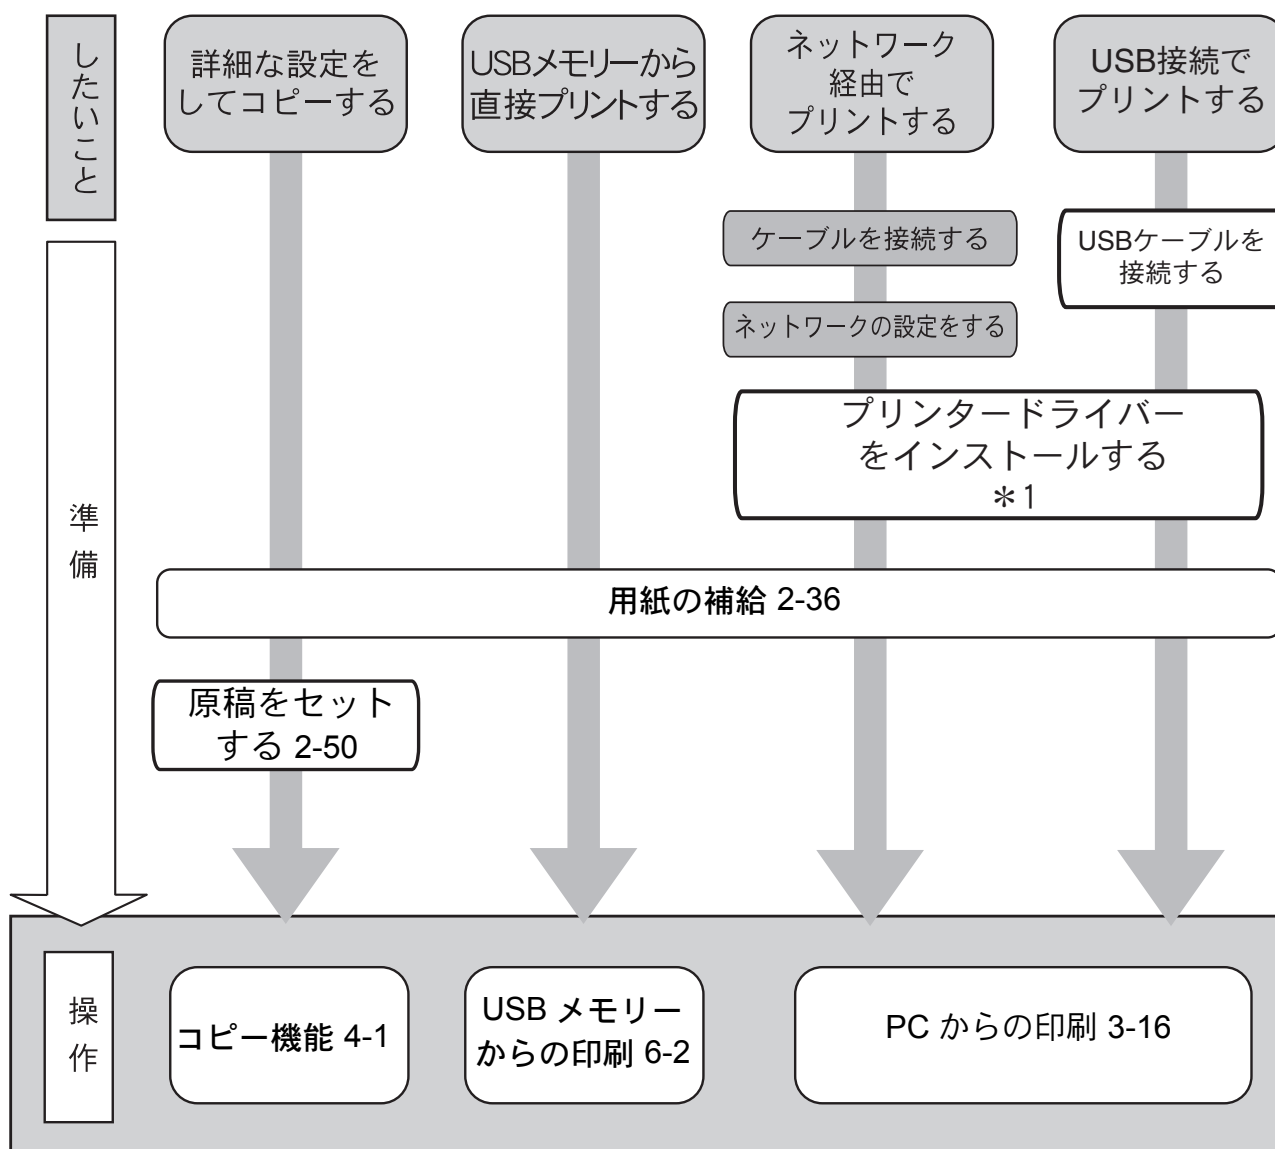 したいこと
詳細な設定を
してコピーする
USBメモリーから
直接プリントする
ネットワーク
経由で
プリントする
USB接続で
プリントする
準備
ケーブルを接続する
ネットワークの設定をする
USBケーブルを
接続する
プリンタードライバー
をインストールする
＊1
用紙の補給 2-36
原稿をセット
する 2-50
操作
コピー機能 4-1
USB メモリー
からの印刷 6-2
PC からの印刷 3-16